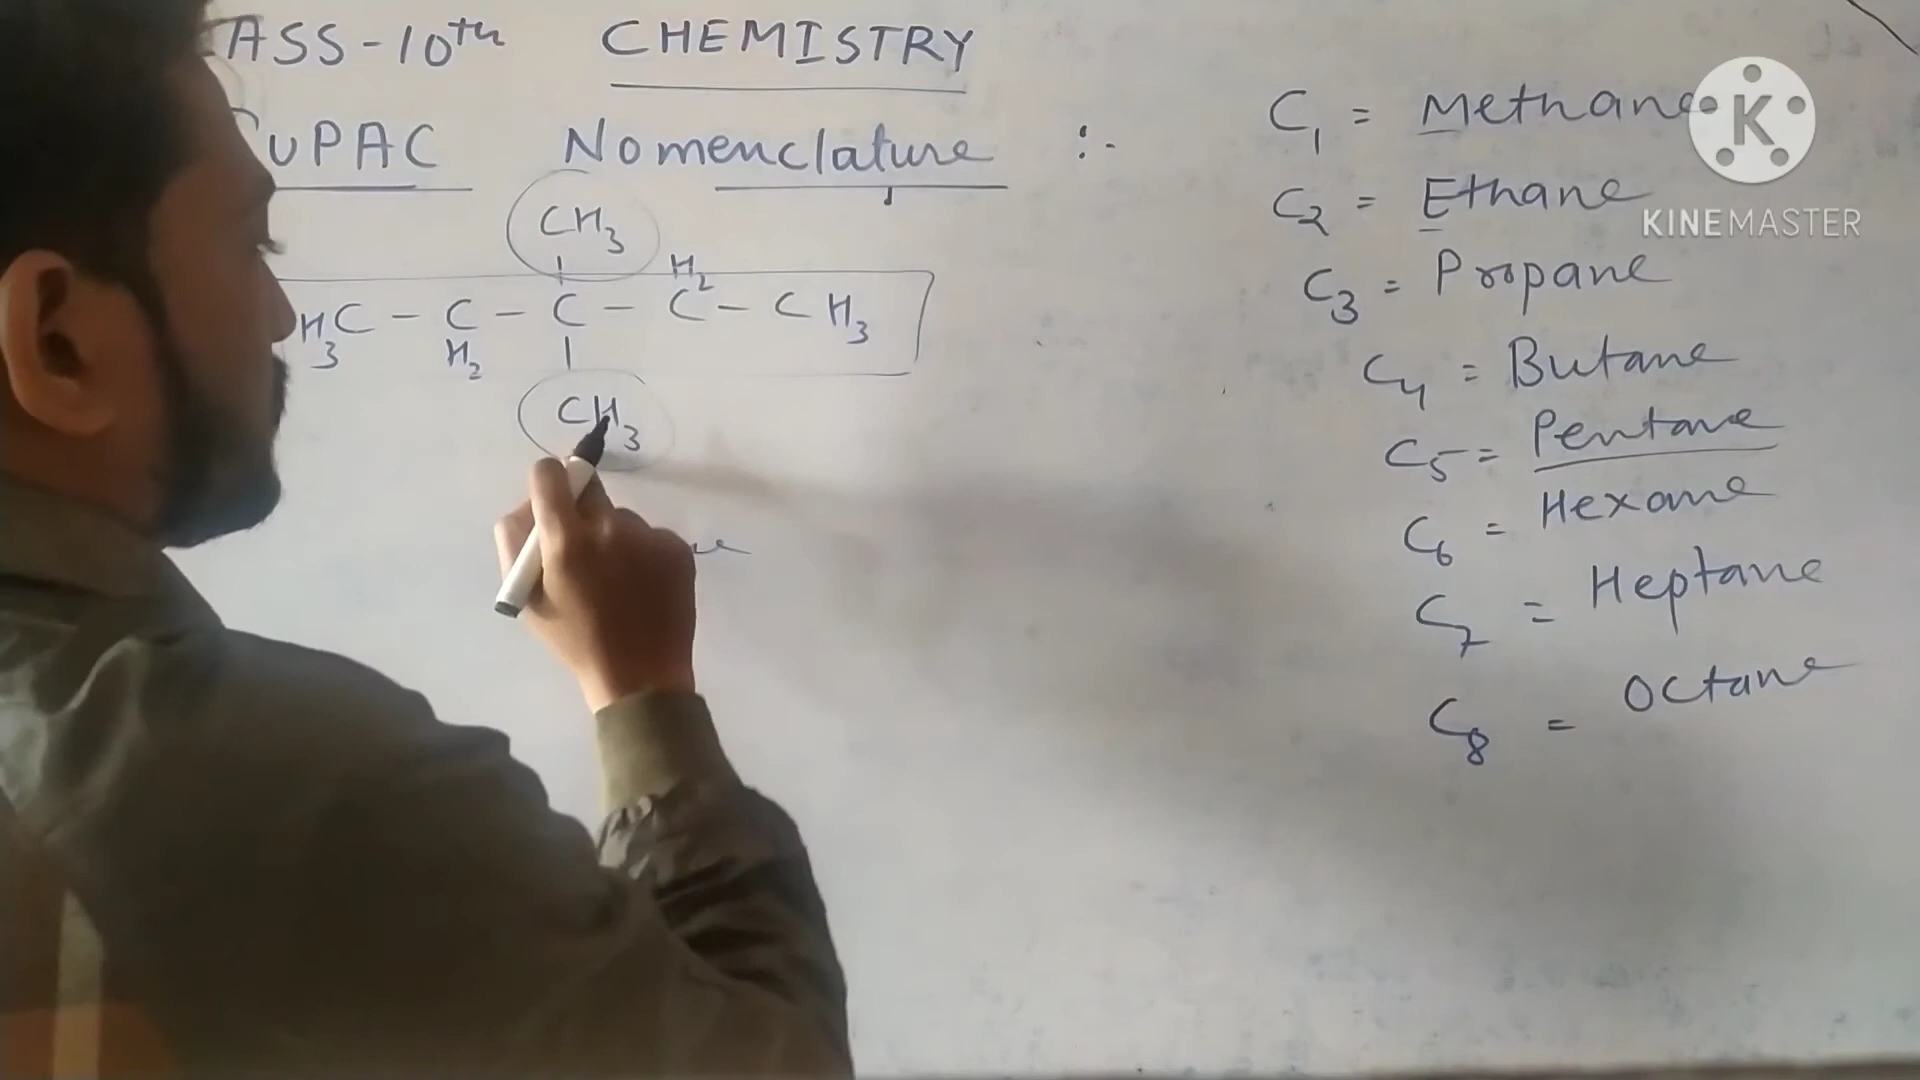 ASS-10th CHEMISTRY
IUPAC Nomenclature :-
CH3
H2
H3C - C - C - C - CH3
H2
CH3
C1 = Methane
C2 = Ethane
C3 = Propane
C4 = Butane
C5 = Pentane
C6 = Hexane
C7 = Heptane
C8 = Octane
K
KINEMASTER